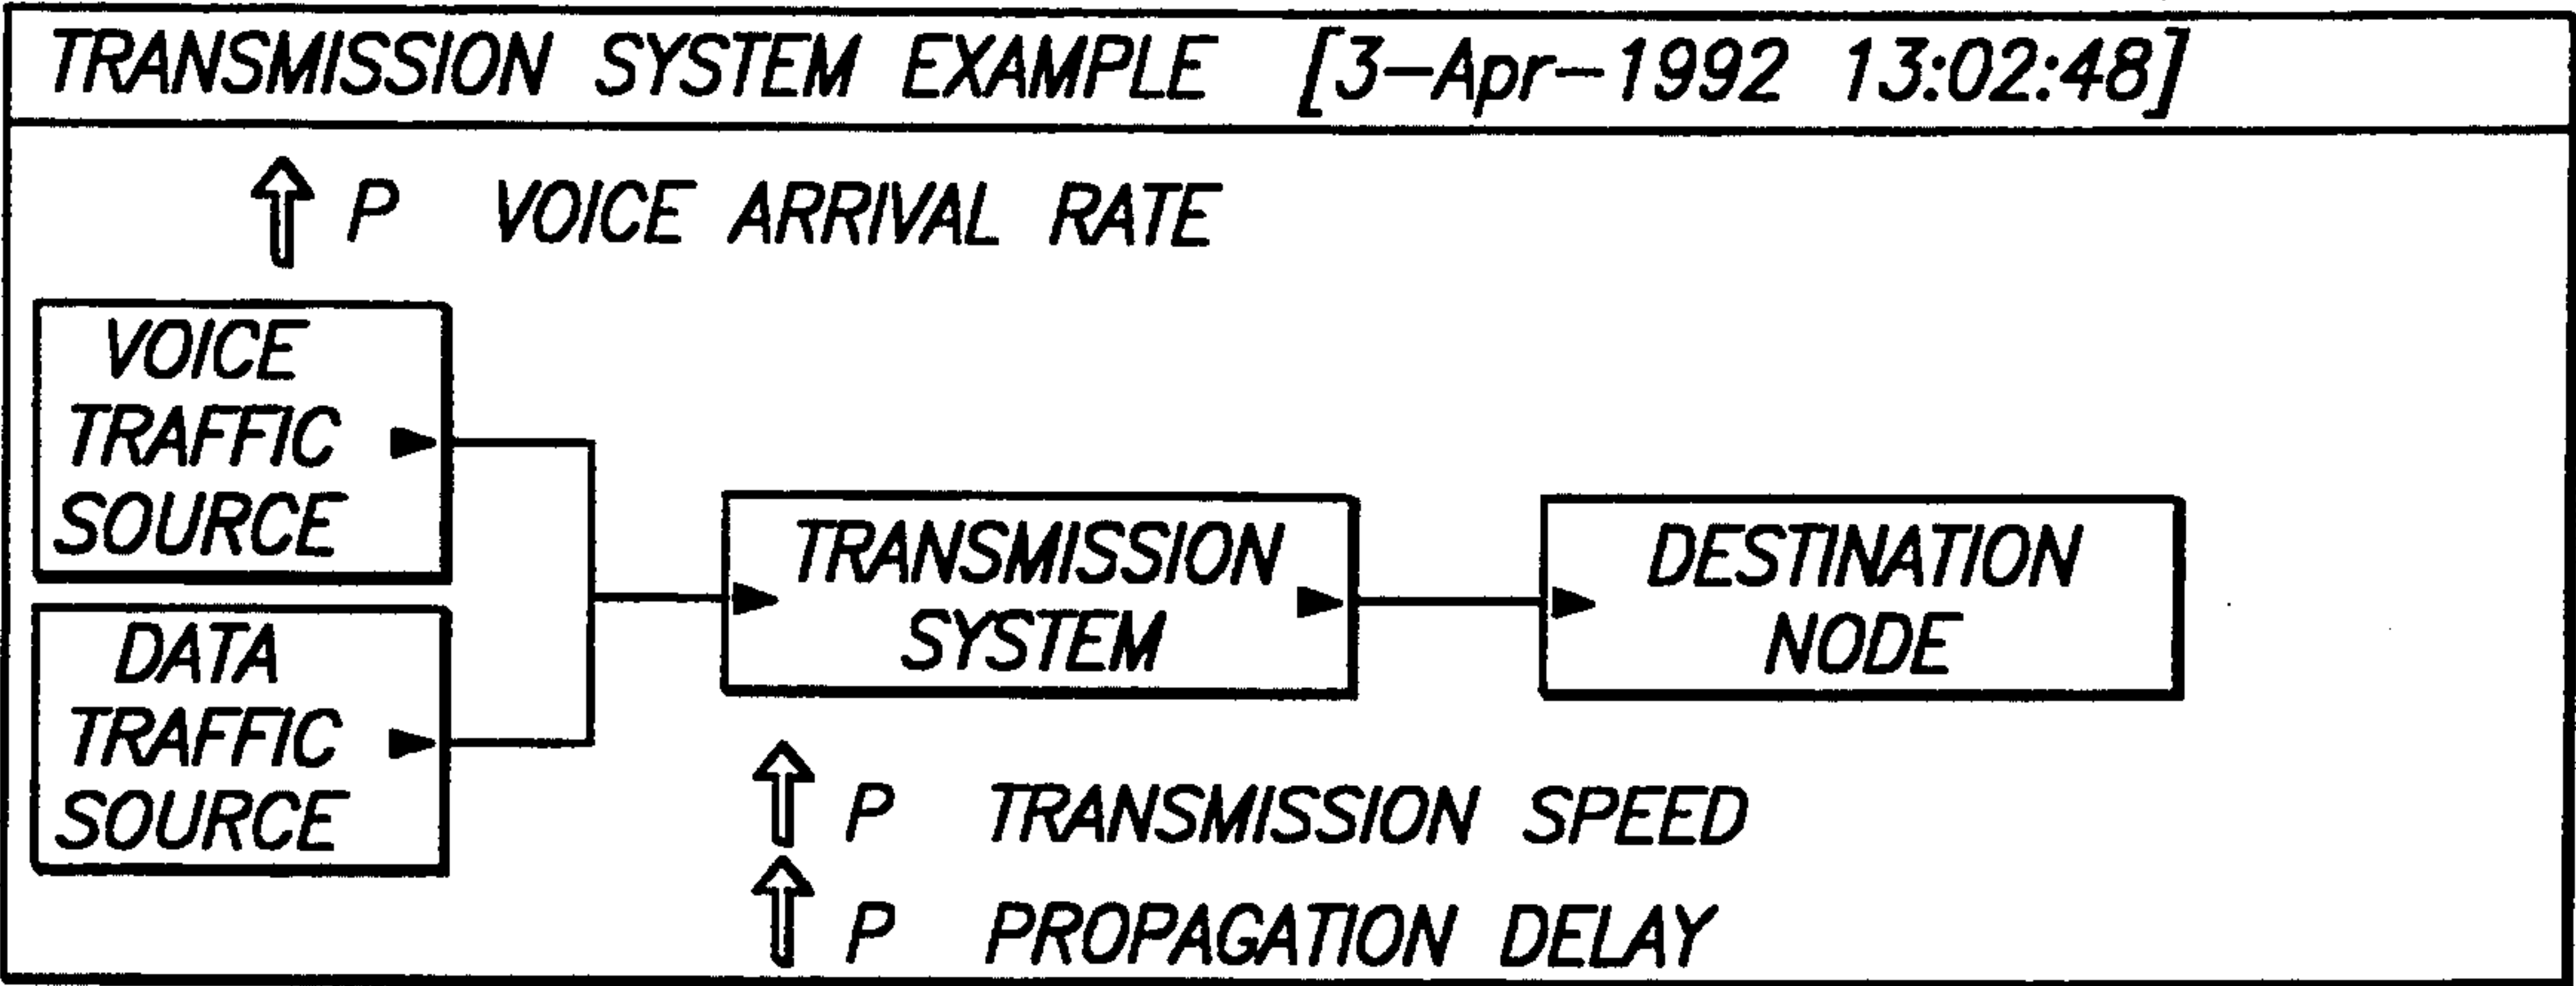 TRANSMISSION SYSTEM EXAMPLE [3-Apr-1992 13:02:48]
P VOICE ARRIVAL RATE
VOICE
TRAFFIC
SOURCE
DATA
TRAFFIC
SOURCE
TRANSMISSION
SYSTEM
DESTINATION
NODE
P TRANSMISSION SPEED
P PROPAGATION DELAY